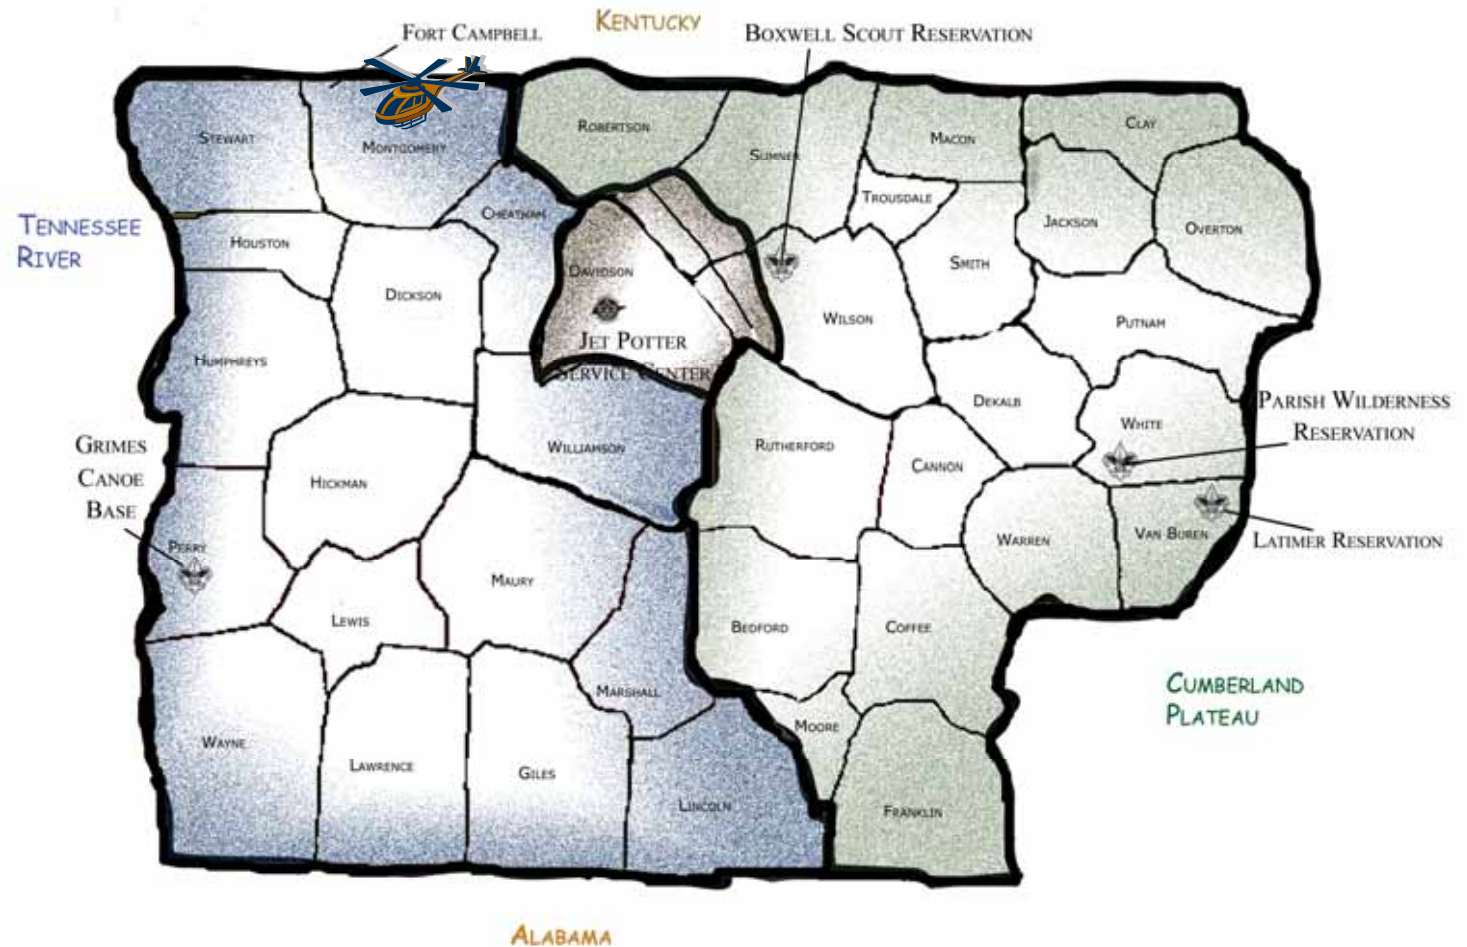 KENTUCKY
FORT CAMPBELL
BOXWELL SCOUT RESERVATION
STEWART
MONTGOMERY
ROBERTSON
SUMNER
MACON
CLAY
TROUSDALE
CHEATHAM
JACKSON
OVERTON
TENNESSEE
RIVER
HOUSTON
DAVIDSON
SMITH
DICKSON
WILSON
PUTNAM
JET POTTER
SERVICE CENTER
HUMPHREYS
DEKALB
WHITE
PARISH WILDERNESS
RESERVATION
GRIMES
CANOE
BASE
WILLIAMSON
RUTHERFORD
CANNON
HICKMAN
PERRY
WARREN
VAN BUREN
LATIMER RESERVATION
MAURY
LEWIS
BEDFORD
COFFEE
MARSHALL
CUMBERLAND
PLATEAU
MOORE
WAYNE
LAWRENCE
GILES
LINCOLN
FRANKLIN
ALABAMA